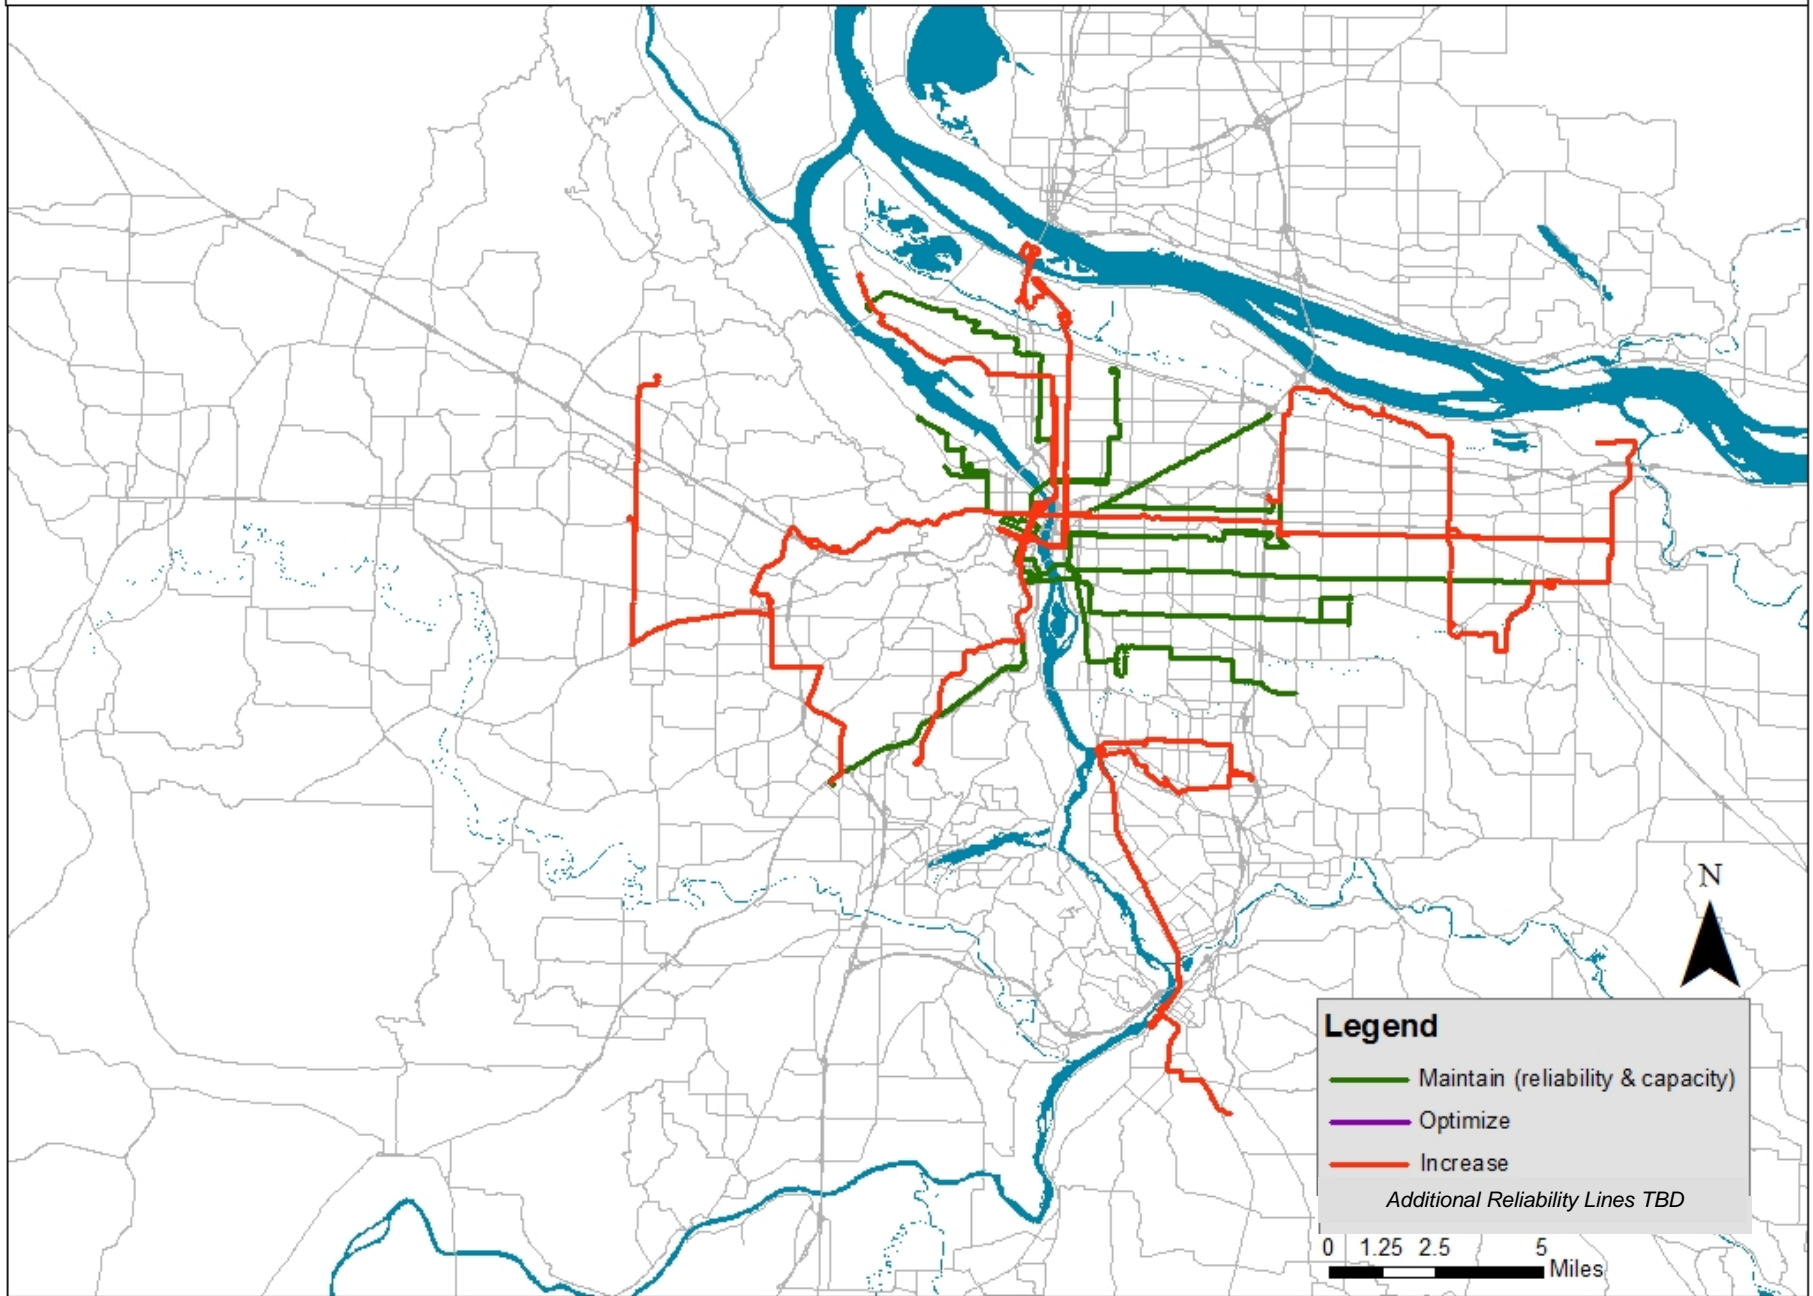 N
Legend
Maintain (reliability & capacity)
Optimize
Increase
Additional Reliability Lines TBD
0 1.25 2.5 5
Miles